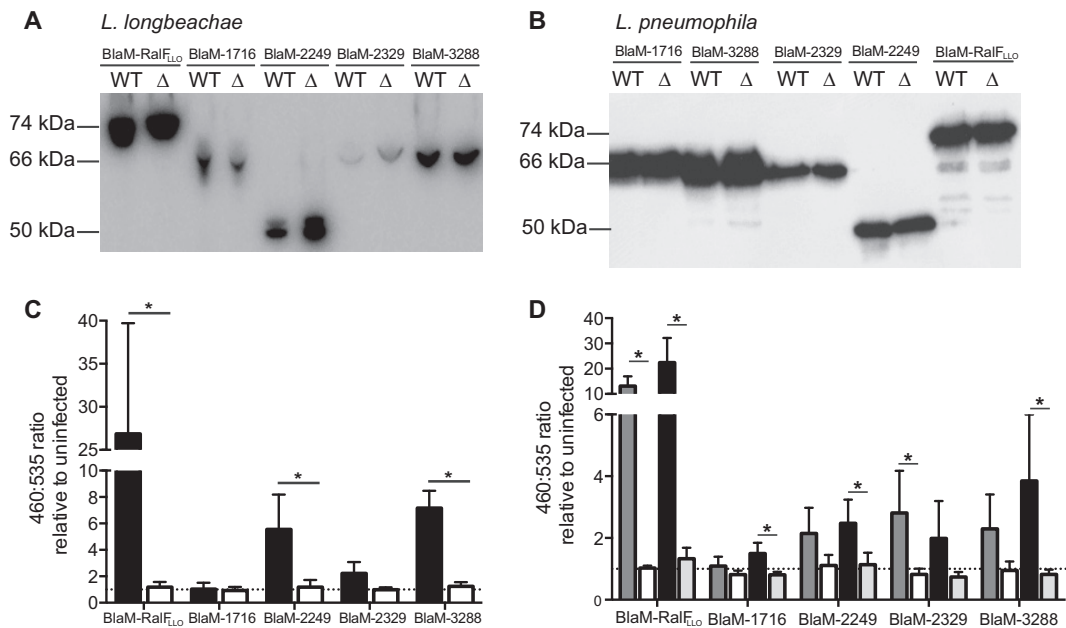 A L. longbeachae
BlaM-RalFLLO BlaM-1716 BlaM-2249 BlaM-2329 BlaM-3288
WT Δ WT Δ WT Δ WT Δ WT Δ
74 kDa
66 kDa
50 kDa
B L. pneumophila
BlaM-1716 BlaM-3288 BlaM-2329 BlaM-2249 BlaM-RalFLLO
WT Δ WT Δ WT Δ WT Δ WT Δ
74 kDa
66 kDa
50 kDa
C
460:535 ratio
relative to uninfected
40
35
30
25
10
8
6
4
2
0
* * *
BlaM-RalFLLO BlaM-1716 BlaM-2249 BlaM-2329 BlaM-3288
D
460:535 ratio
relative to uninfected
40
30
20
10
6
4
2
0
* * * * * *
BlaM-RalFLLO BlaM-1716 BlaM-2249 BlaM-2329 BlaM-3288